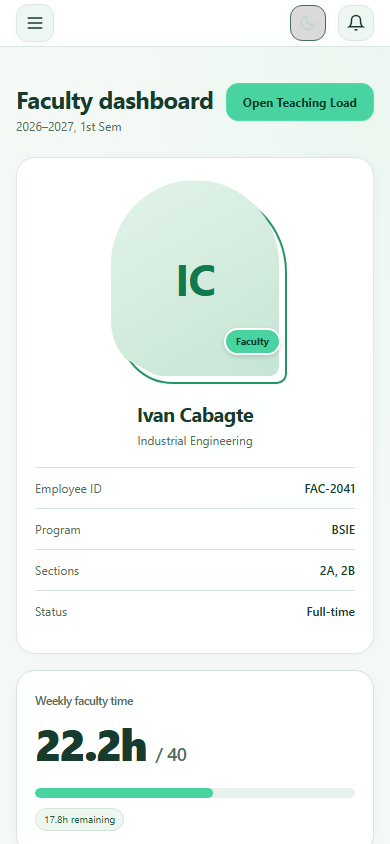 Faculty dashboard
Open Teaching Load
2026–2027, 1st Sem
IC
Faculty
Ivan Cabagte
Industrial Engineering
Employee ID FAC-2041
Program BSIE
Sections 2A, 2B
Status Full-time
Weekly faculty time
22.2h / 40
17.8h remaining